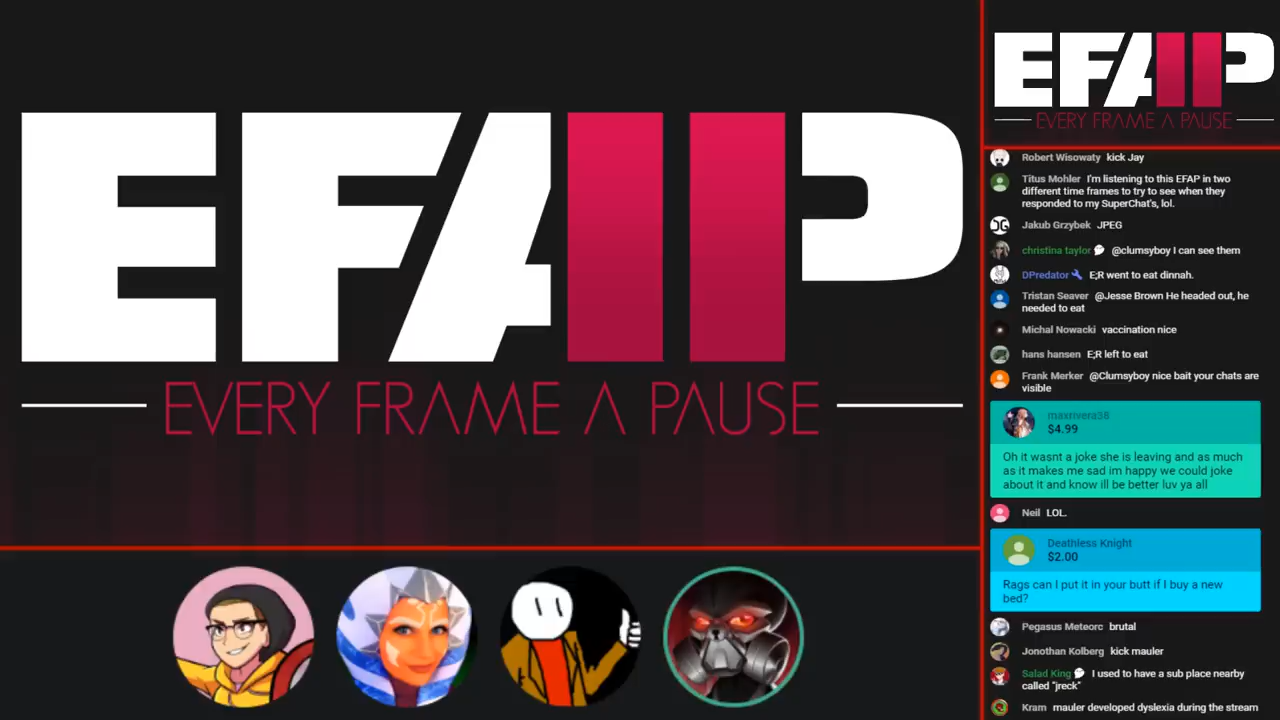 EFAP
EVERY FRAME A PAUSE
EFAP
EVERY FRAME A PAUSE
Robert Wisowaty kick Jay
Titus Mohler I'm listening to this EFAP in two
different time frames to try to see when they
responded to my SuperChat's, lol.
Jakub Grzybek JPEG
christina taylor @clumsyboy I can see them
DPredator E;R went to eat dinnah.
Tristan Seaver @Jesse Brown He headed out, he
needed to eat
Michal Nowacki vaccination nice
hans hansen E;R left to eat
Frank Merker @Clumsyboy nice bait your chats are
visible
maxrivera38
$4.99
Oh it wasnt a joke she is leaving and as much
as it makes me sad im happy we could joke
about it and know ill be better luv ya all
Neil LOL.
Deathless Knight
$2.00
Rags can I put it in your butt if I buy a new
bed?
Pegasus Meteorc brutal
Jonothan Kolberg kick mauler
Salad King I used to have a sub place nearby
called "jreck"
Kram mauler developed dyslexia during the stream